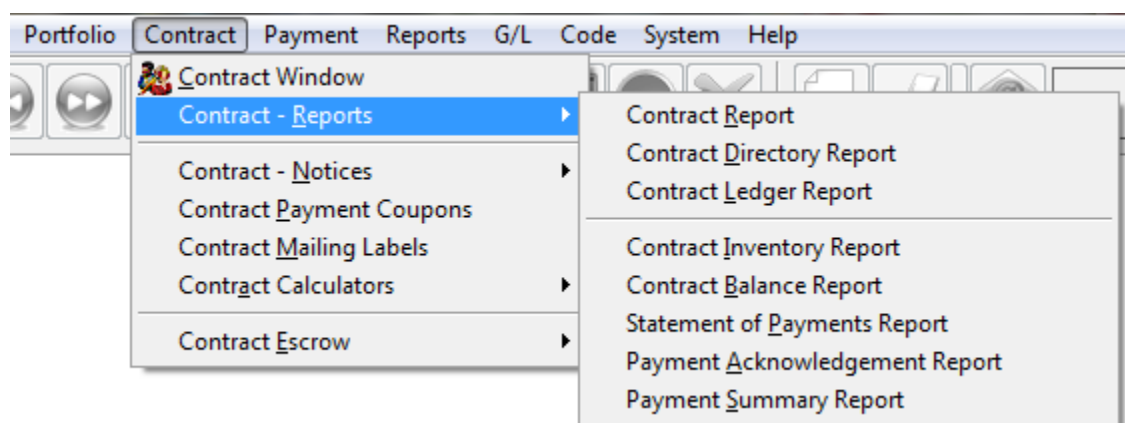 Portfolio Contract Payment Reports G/L Code System Help
Contract Window
Contract - Reports
Contract - Notices
Contract Payment Coupons
Contract Mailing Labels
Contract Calculators
Contract Escrow
Contract Report
Contract Directory Report
Contract Ledger Report
Contract Inventory Report
Contract Balance Report
Statement of Payments Report
Payment Acknowledgement Report
Payment Summary Report